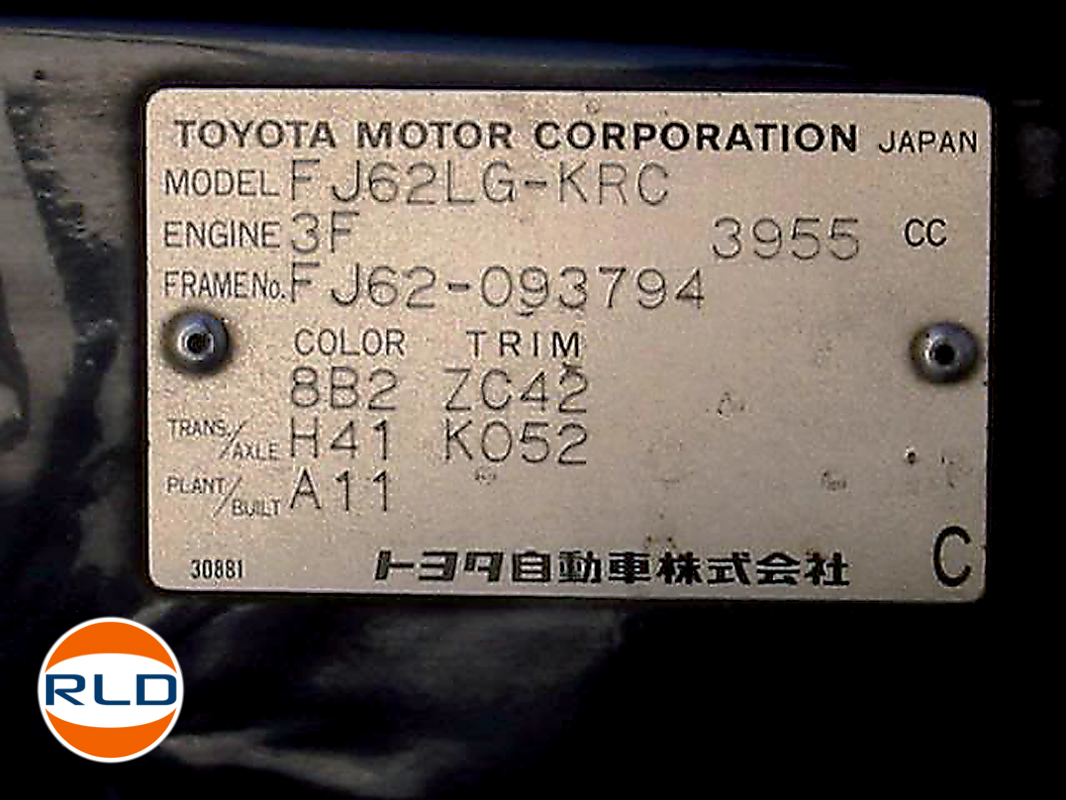 TOYOTA MOTOR CORPORATION JAPAN
MODEL FJ62LG-KRC
ENGINE 3F 3955 CC
FRAME No. FJ62-093794
COLOR TRIM
8B2 ZC42
TRANS/AXLE H41 K052
PLANT/BUILT A11
30881 トヨタ自動車株式会社 C
RLD